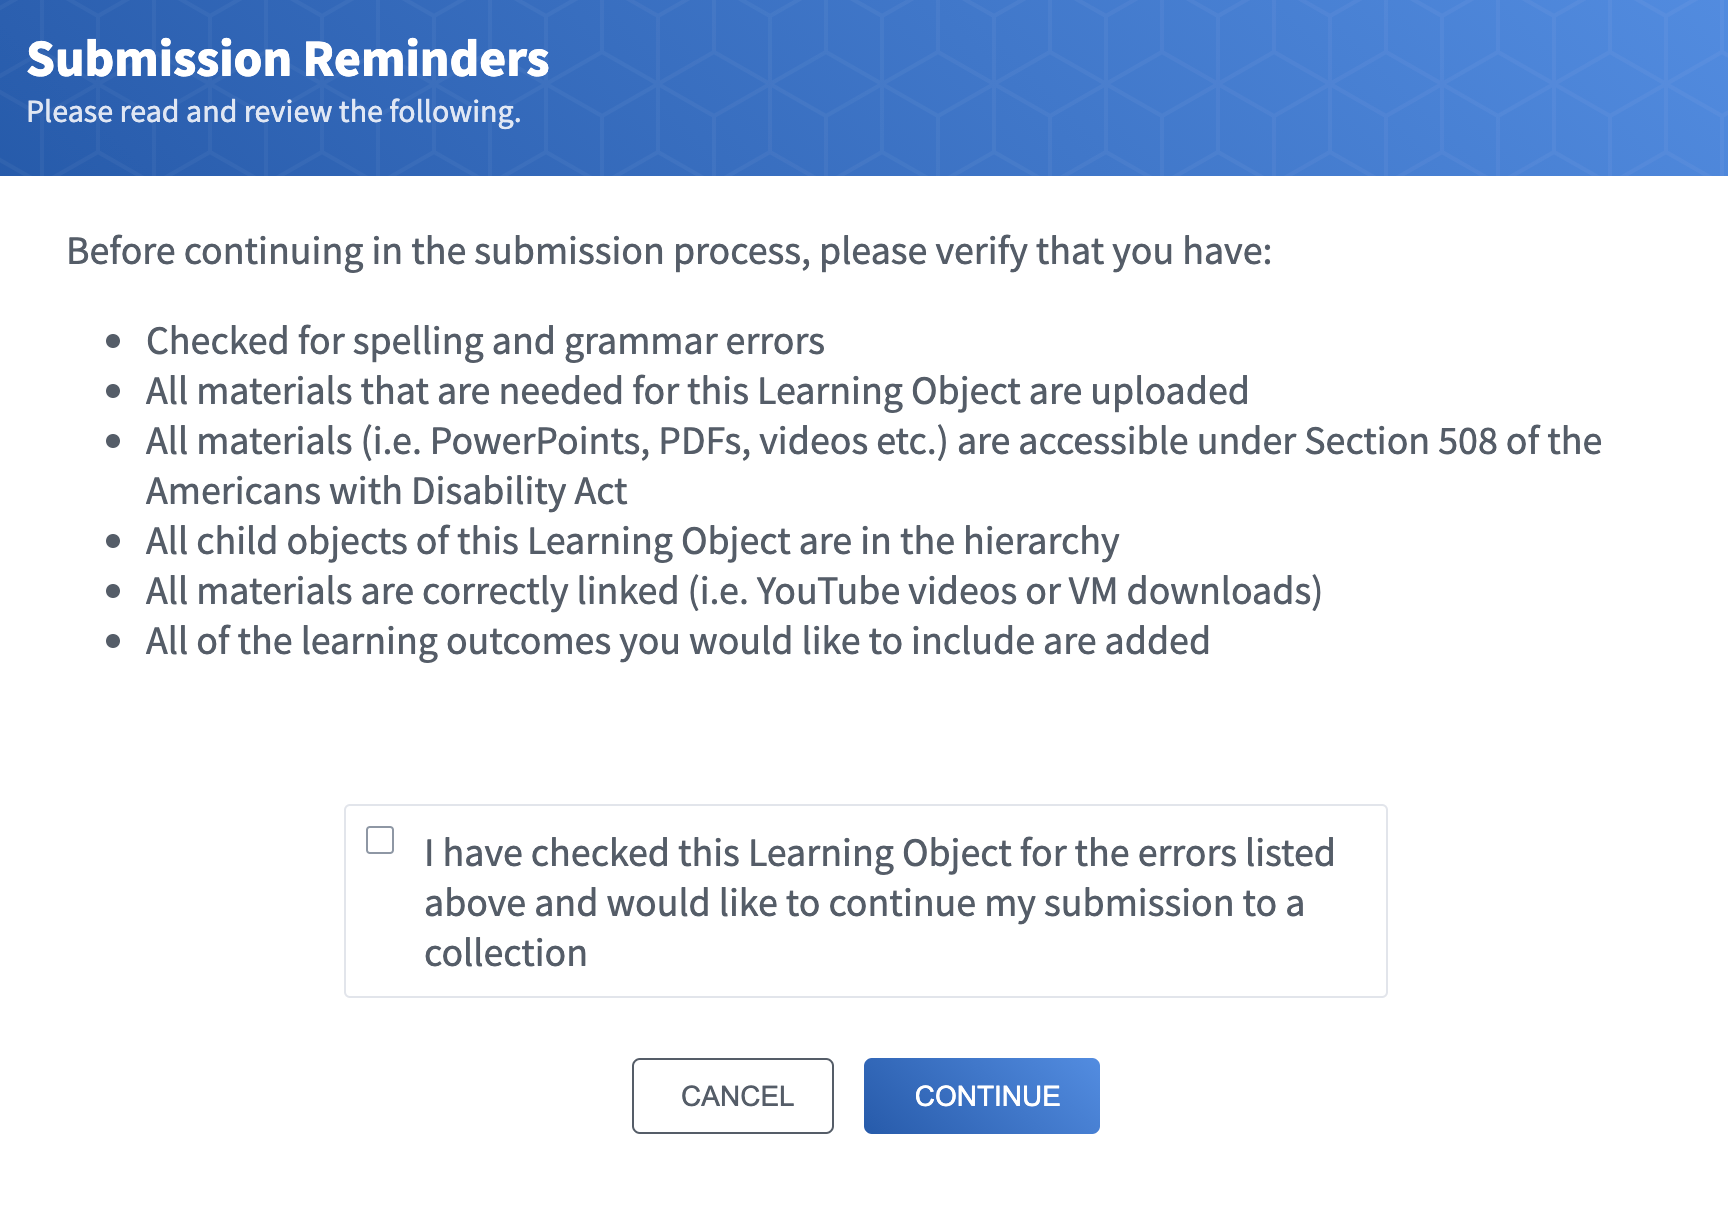 Submission Reminders
Please read and review the following.
Before continuing in the submission process, please verify that you have:
• Checked for spelling and grammar errors
• All materials that are needed for this Learning Object are uploaded
• All materials (i.e. PowerPoints, PDFs, videos etc.) are accessible under Section 508 of the
Americans with Disability Act
• All child objects of this Learning Object are in the hierarchy
• All materials are correctly linked (i.e. YouTube videos or VM downloads)
• All of the learning outcomes you would like to include are added
I have checked this Learning Object for the errors listed
above and would like to continue my submission to a
collection
CANCEL
CONTINUE